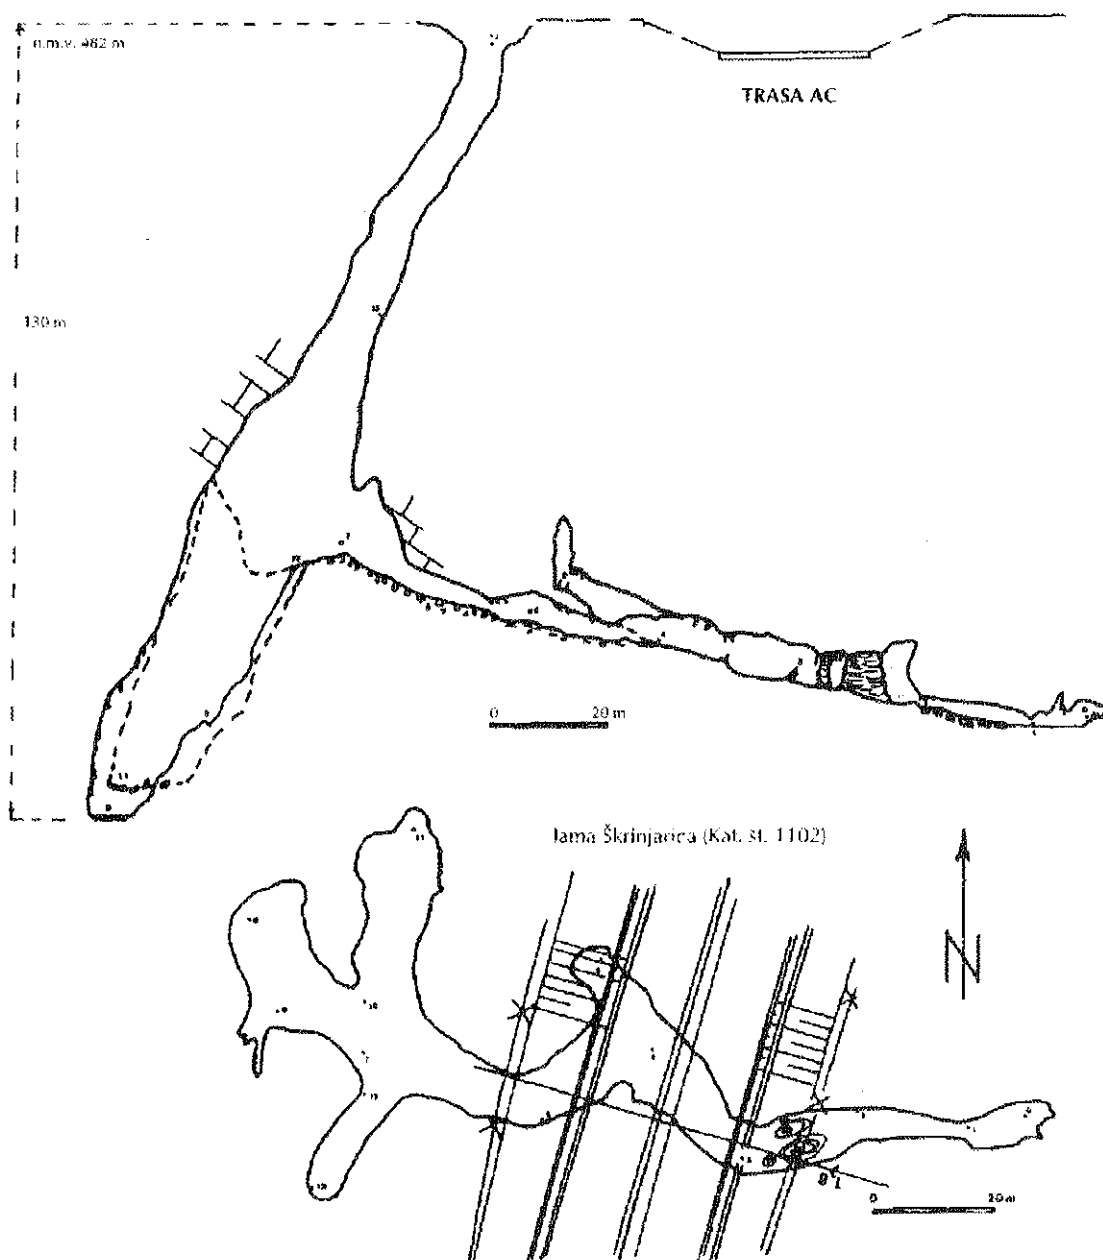 n.m.v. 482 m
TRASA AC
130 m
0 20 m
Jama Škrinjarica (Kat. št. 1102)
N
0 20 m